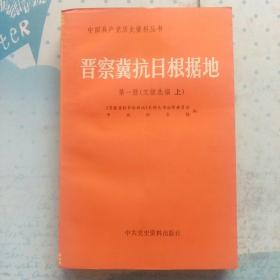 中国共产党历史资料丛书
晋察冀抗日根据地
第一册(文献选编 上)
《晋察冀抗日根据地》史料丛书编审委员会
中央档案馆 编
中共党史资料出版社